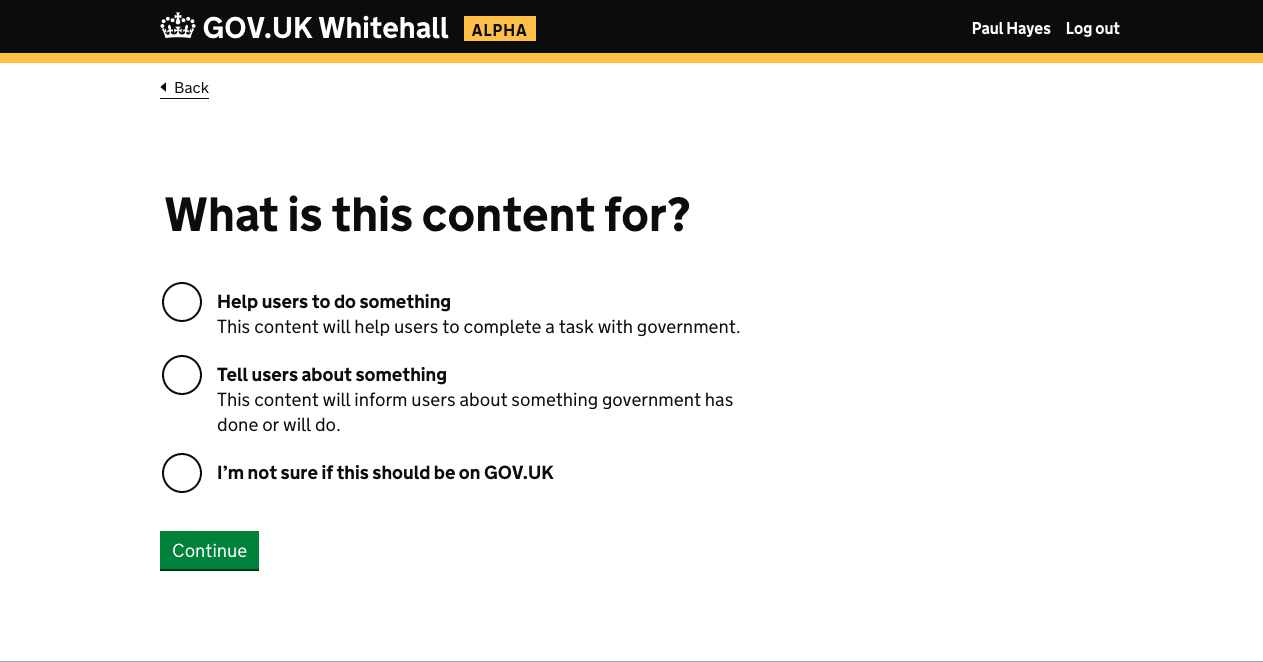 GOV.UK Whitehall ALPHA Paul Hayes Log out
Back
What is this content for?
Help users to do something
This content will help users to complete a task with government.
Tell users about something
This content will inform users about something government has
done or will do.
I’m not sure if this should be on GOV.UK
Continue